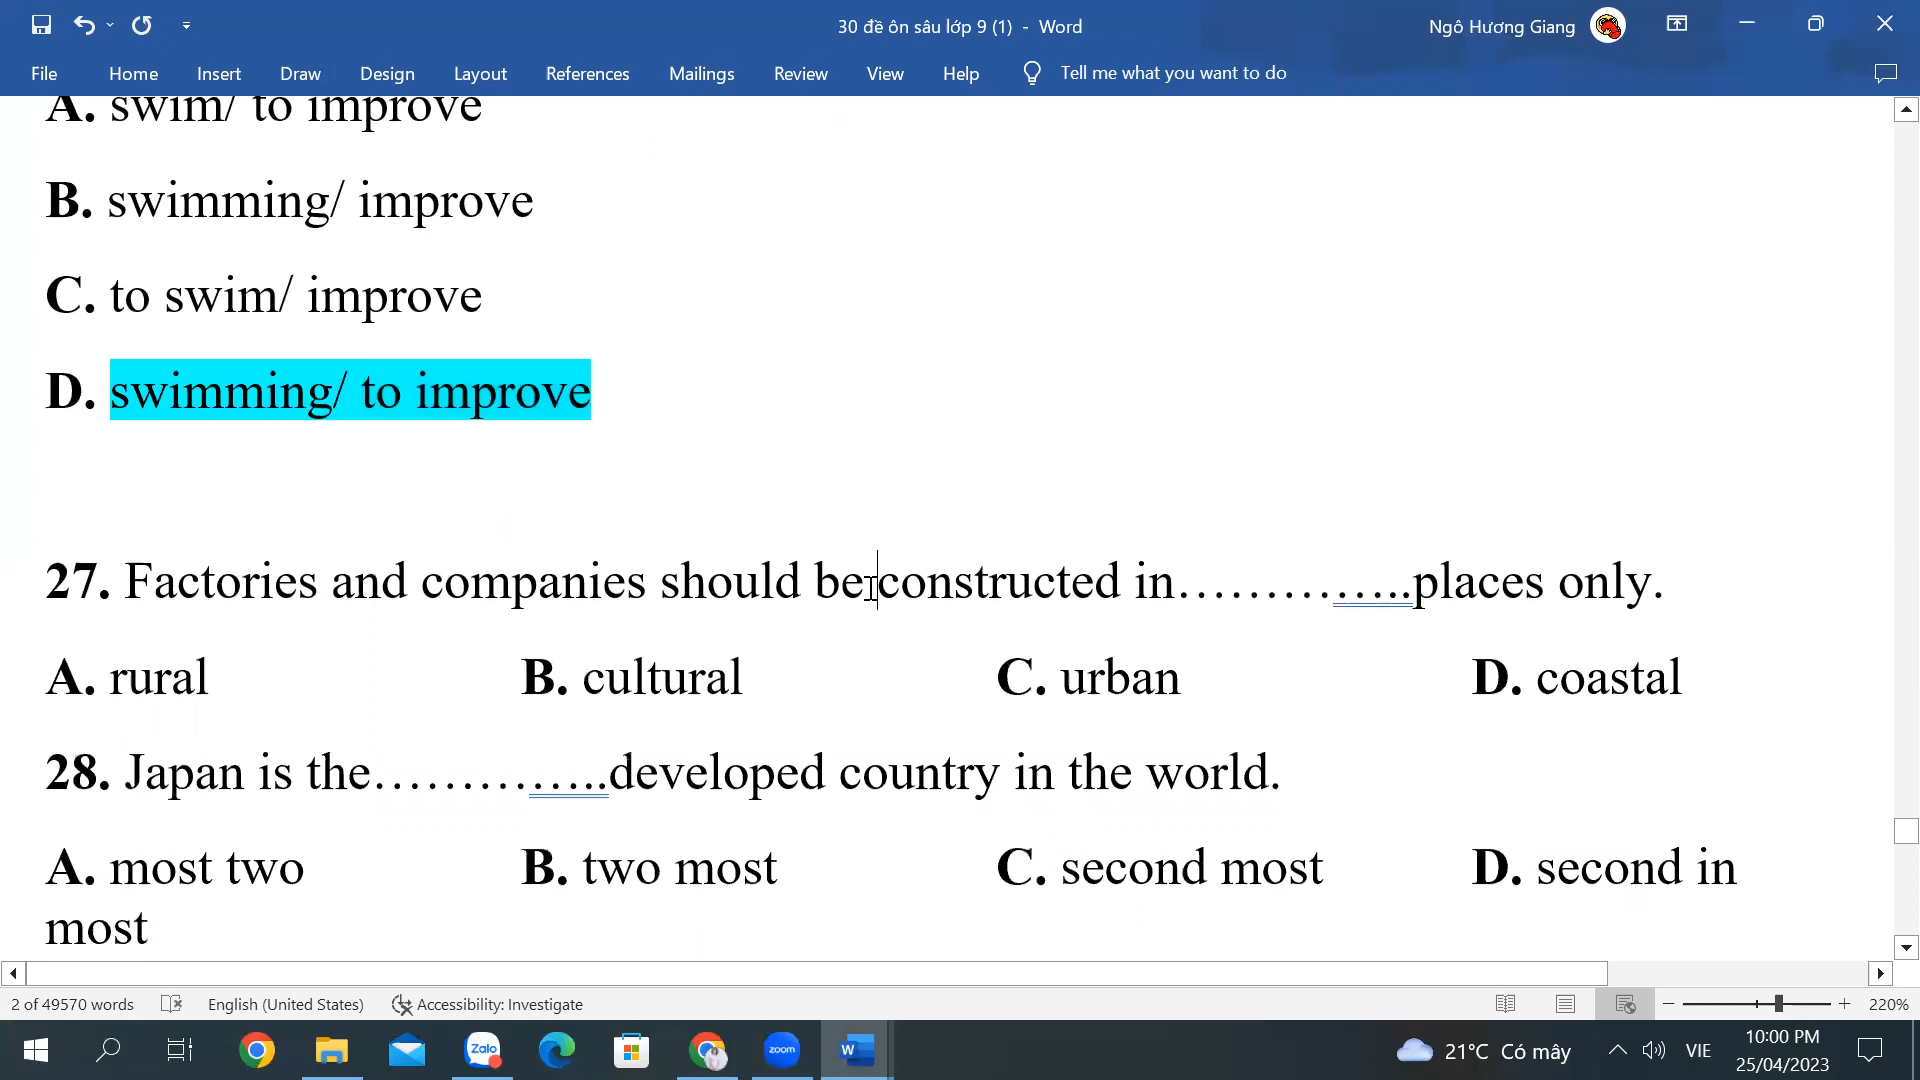 30 đề ôn sâu lớp 9 (1) - Word
Ngô Hương Giang
File Home Insert Draw Design Layout References Mailings Review View Help Tell me what you want to do
A. swim/ to improve
B. swimming/ improve
C. to swim/ improve
D. swimming/ to improve
27. Factories and companies should be constructed in…………..places only.
A. rural B. cultural C. urban D. coastal
28. Japan is the…………..developed country in the world.
A. most two B. two most C. second most D. second in
most
2 of 49570 words English (United States) Accessibility: Investigate 220%
Zalo zoom W 21°C Có mây VIE 10:00 PM
25/04/2023